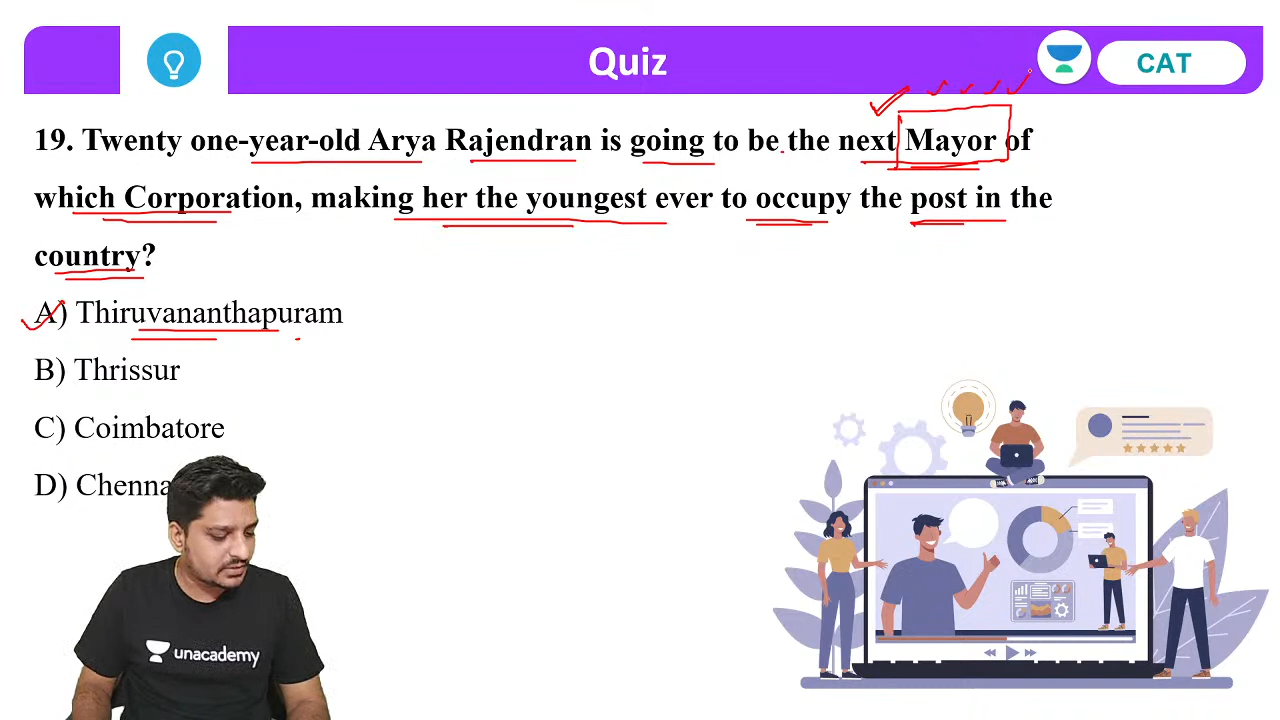 Quiz
CAT
19. Twenty one-year-old Arya Rajendran is going to be the next Mayor of
which Corporation, making her the youngest ever to occupy the post in the
country?
A) Thiruvananthapuram
B) Thrissur
C) Coimbatore
D) Chenna
unacademy